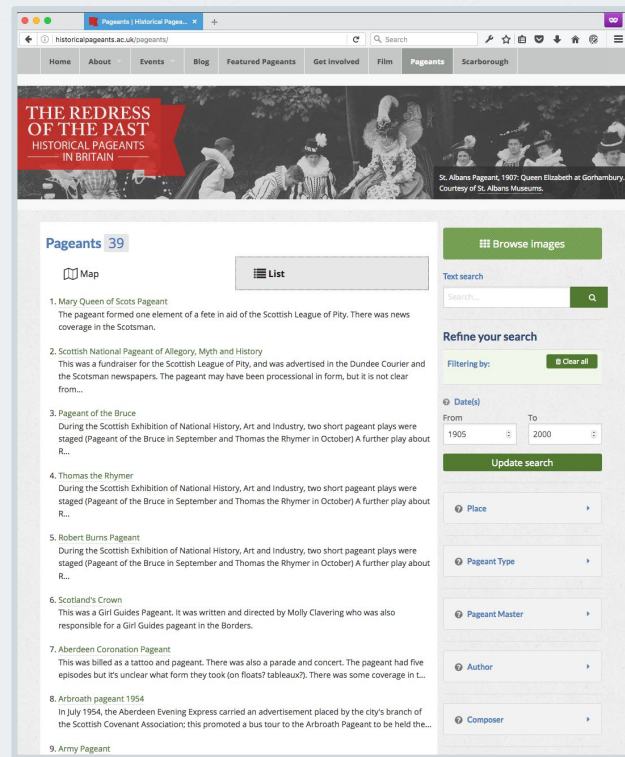 Pageants | Historical Pages...
historicalpageants.ac.uk/pageants/
Search
Home About Events Blog Featured Pageants Get involved Film Pageants Scarborough
THE REDRESS
OF THE PAST
HISTORICAL PAGEANTS
IN BRITAIN
St. Albans Pageant, 1907: Queen Elizabeth at Gorhambury.
Courtesy of St. Albans Museums.
Pageants 39
Map
List
1. Mary Queen of Scots Pageant
The pageant formed one element of a fete in aid of the Scottish League of Pity. There was news
coverage in the Scotsman.
2. Scottish National Pageant of Allegory, Myth and History
This was a fundraiser for the Scottish League of Pity, and was advertised in the Dundee Courier and
the Scotsman newspapers. The pageant may have been processional in form, but it is not clear
from...
3. Pageant of the Bruce
During the Scottish Exhibition of National History, Art and Industry, two short pageant plays were
staged (Pageant of the Bruce in September and Thomas the Rhymer in October) A further play about
R...
4. Thomas the Rhymer
During the Scottish Exhibition of National History, Art and Industry, two short pageant plays were
staged (Pageant of the Bruce in September and Thomas the Rhymer in October) A further play about
R...
5. Robert Burns Pageant
During the Scottish Exhibition of National History, Art and Industry, two short pageant plays were
staged (Pageant of the Bruce in September and Thomas the Rhymer in October) A further play about
R...
6. Scotland's Crown
This was a Girl Guides Pageant. It was written and directed by Molly Clavering who was also
responsible for a Girl Guides pageant in the Borders.
7. Aberdeen Coronation Pageant
This was billed as a tattoo and pageant. There was also a parade and concert. The pageant had five
episodes but it's unclear what form they took (on floats? tableaux?). There was some coverage in t...
8. Arbroath pageant 1954
In July 1954, the Aberdeen Evening Express carried an advertisement placed by the city's branch of
the Scottish Covenant Association; this promoted a bus tour to the Arbroath Pageant to be held the...
9. Army Pageant
Browse images
Text search
Search...
Refine your search
Filtering by:
Clear all
Date(s)
From To
1905 2000
Update search
Place
Pageant Type
Pageant Master
Author
Composer